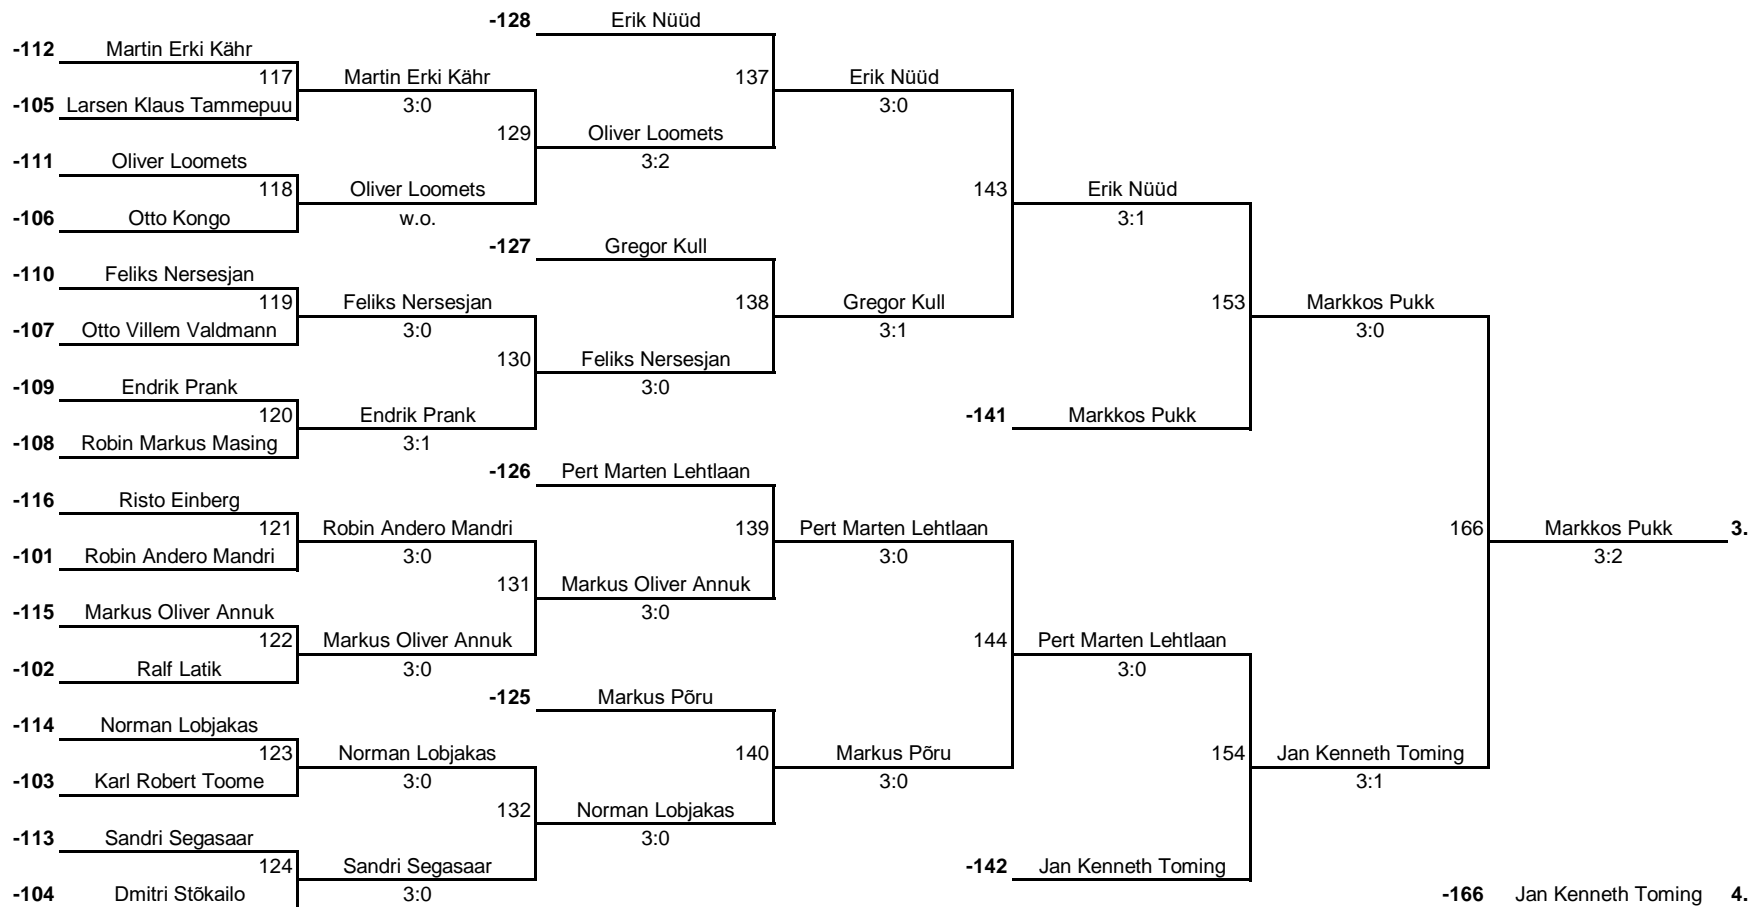 -128 Erik Nüüd
-112 Martin Erki Kähr
117 Martin Erki Kähr 137 Erik Nüüd
-105 Larsen Klaus Tammepuu 3:0 3:0
129 Oliver Loomets
-111 Oliver Loomets 3:2
118 Oliver Loomets 143 Erik Nüüd
-106 Otto Kongo w.o. 3:1
-127 Gregor Kull
-110 Feliks Nersesjan
119 Feliks Nersesjan 138 Gregor Kull 153 Markkos Pukk
-107 Otto Villem Valdmann 3:0 3:1 3:0
130 Feliks Nersesjan
-109 Endrik Prank 3:0
120 Endrik Prank -141 Markkos Pukk
-108 Robin Markus Masing 3:1
-126 Pert Marten Lehtlaan
-116 Risto Einberg
121 Robin Andero Mandri 139 Pert Marten Lehtlaan 166 Markkos Pukk 3.
-101 Robin Andero Mandri 3:0 3:0 3:2
131 Markus Oliver Annuk
-115 Markus Oliver Annuk 3:0
122 Markus Oliver Annuk 144 Pert Marten Lehtlaan
-102 Ralf Latik 3:0 3:0
-125 Markus Põru
-114 Norman Lobjakas
123 Norman Lobjakas 140 Markus Põru 154 Jan Kenneth Toming
-103 Karl Robert Toome 3:0 3:0 3:1
132 Norman Lobjakas
-113 Sandri Segasaar 3:0
124 Sandri Segasaar -142 Jan Kenneth Toming
-104 Dmitri Stõkailo 3:0 -166 Jan Kenneth Toming 4.